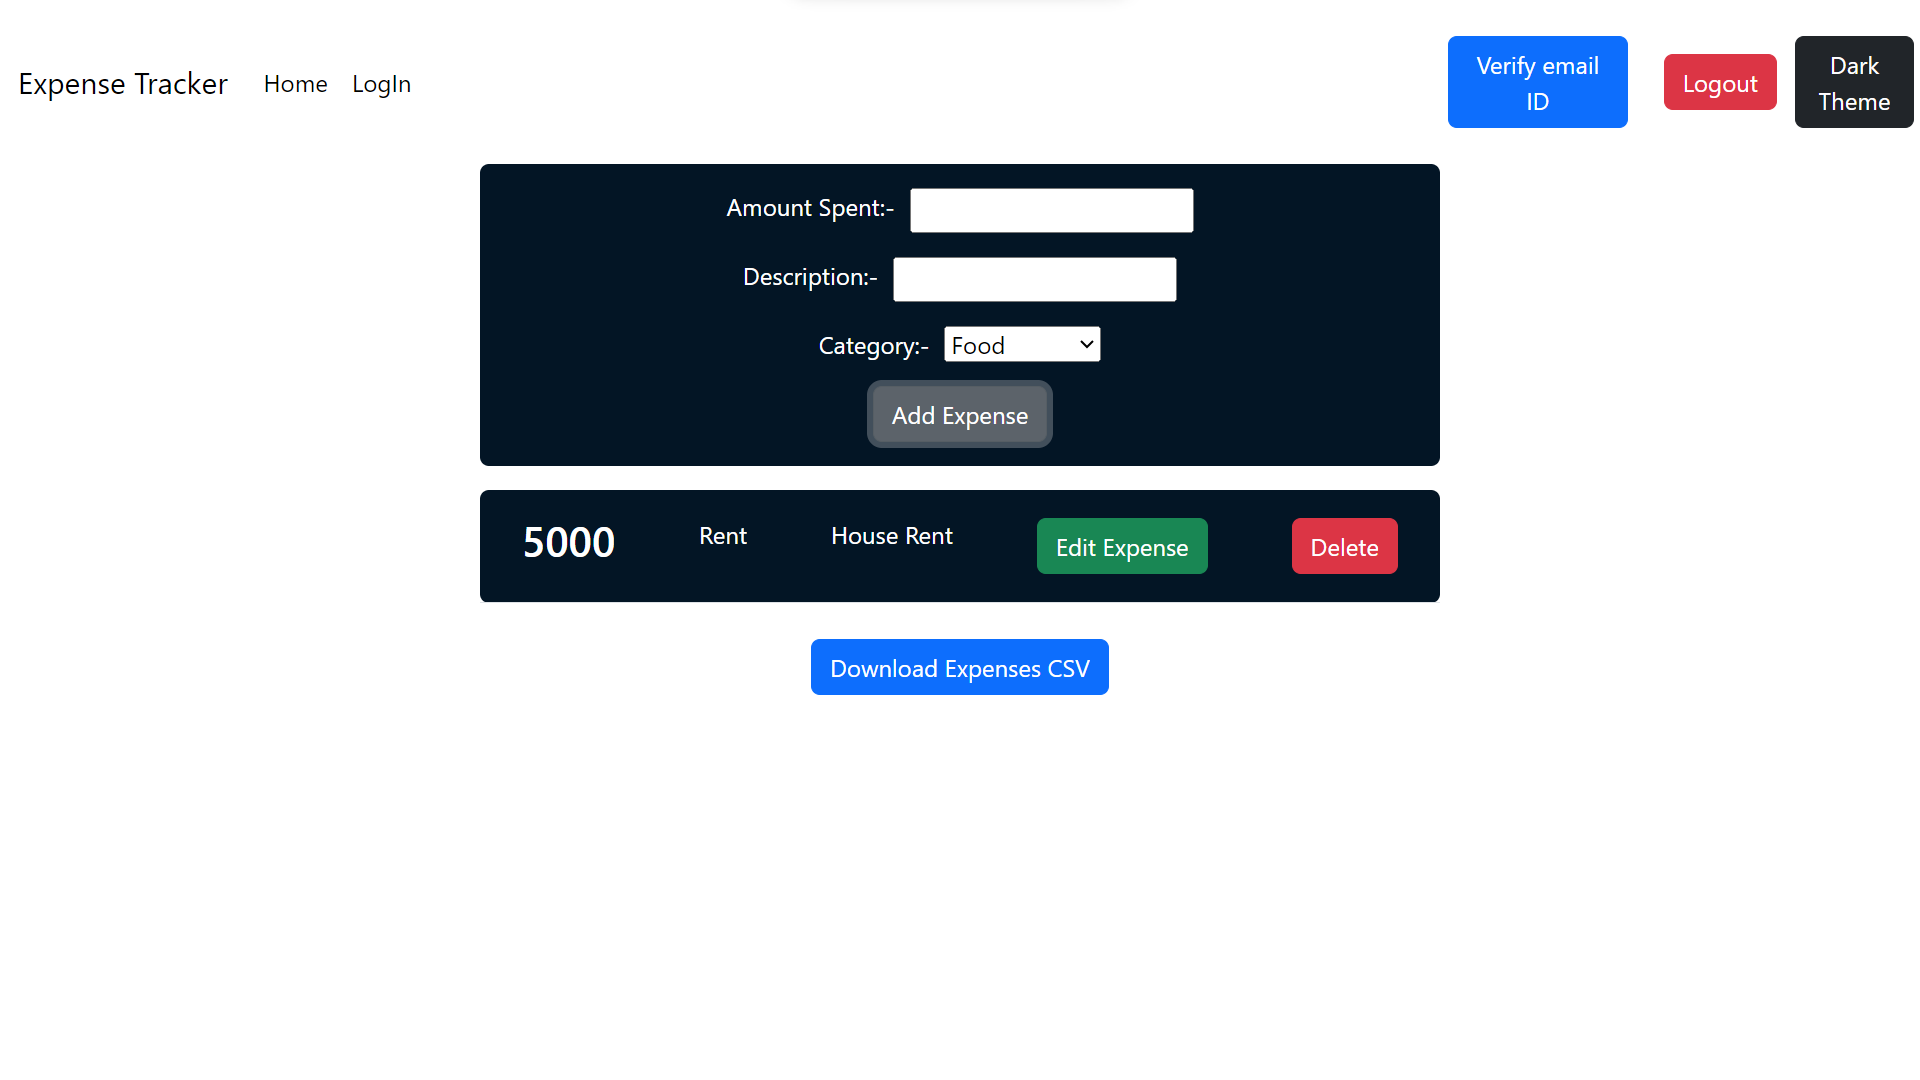 Expense Tracker Home LogIn
Verify email
ID
Logout
Dark
Theme
Amount Spent:-
Description:-
Category:- Food
Add Expense
5000 Rent House Rent Edit Expense Delete
Download Expenses CSV